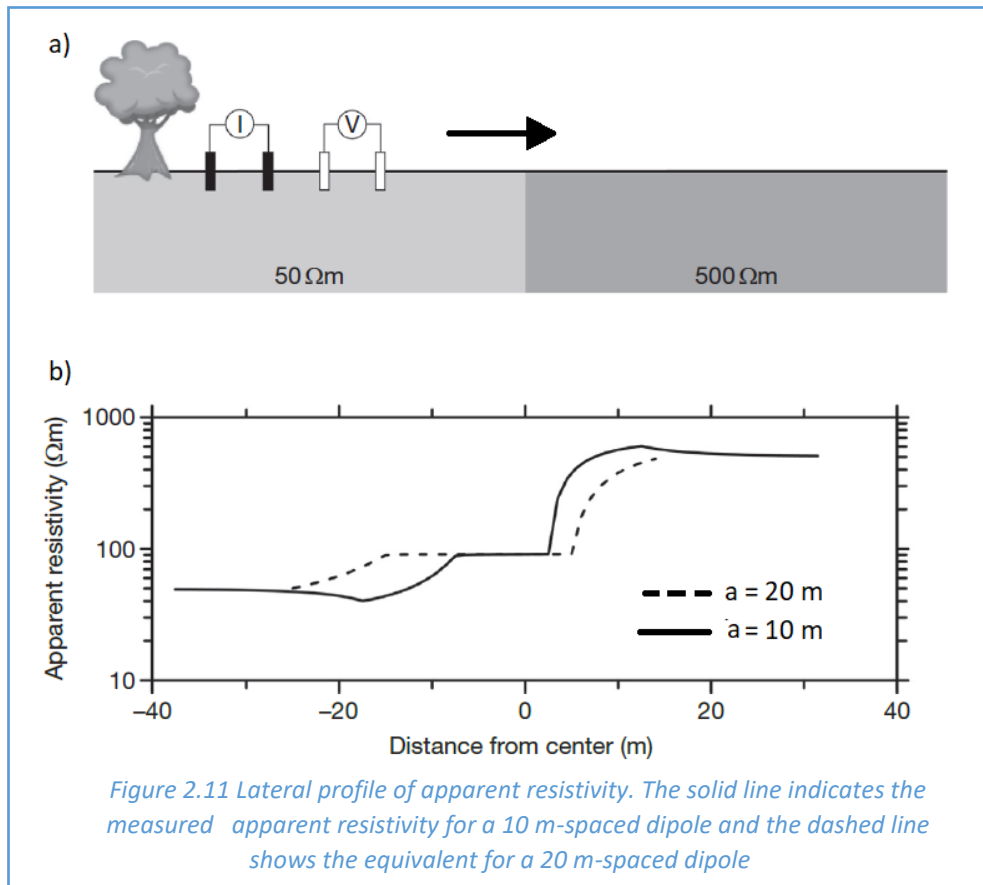 a)
I
V
50 Ωm
500 Ωm
b)
Apparent resistivity (Ωm)
1000
100
10
a = 20 m
a = 10 m
–40
–20
0
20
40
Distance from center (m)
Figure 2.11 Lateral profile of apparent resistivity. The solid line indicates the
measured apparent resistivity for a 10 m-spaced dipole and the dashed line
shows the equivalent for a 20 m-spaced dipole